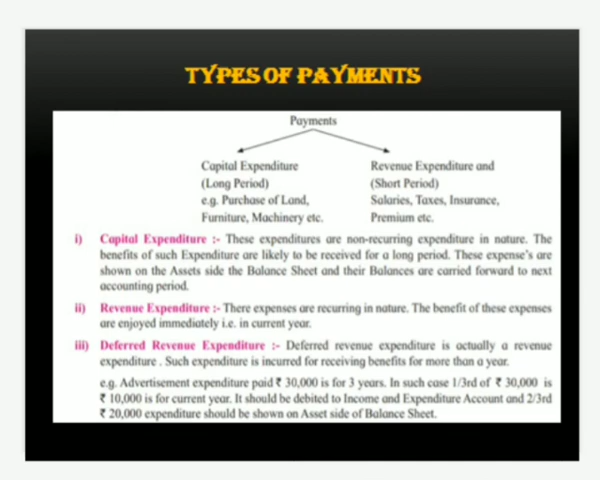 TYPES OF PAYMENTS
Payments
Capital Expenditure
(Long Period)
e.g. Purchase of Land,
Furniture, Machinery etc.
Revenue Expenditure and
(Short Period)
Salaries, Taxes, Insurance,
Premium etc.
i) Capital Expenditure :- These expenditures are non-recurring expenditure in nature. The
benefits of such Expenditure are likely to be received for a long period. These expense's are
shown on the Assets side the Balance Sheet and their Balances are carried forward to next
accounting period.
ii) Revenue Expenditure :- There expenses are recurring in nature. The benefit of these expenses
are enjoyed immediately i.e. in current year.
iii) Deferred Revenue Expenditure :- Deferred revenue expenditure is actually a revenue
expenditure . Such expenditure is incurred for receiving benefits for more than a year.
e.g. Advertisement expenditure paid ₹ 30,000 is for 3 years. In such case 1/3rd of ₹ 30,000 is
₹ 10,000 is for current year. It should be debited to Income and Expenditure Account and 2/3rd
₹ 20,000 expenditure should be shown on Asset side of Balance Sheet.